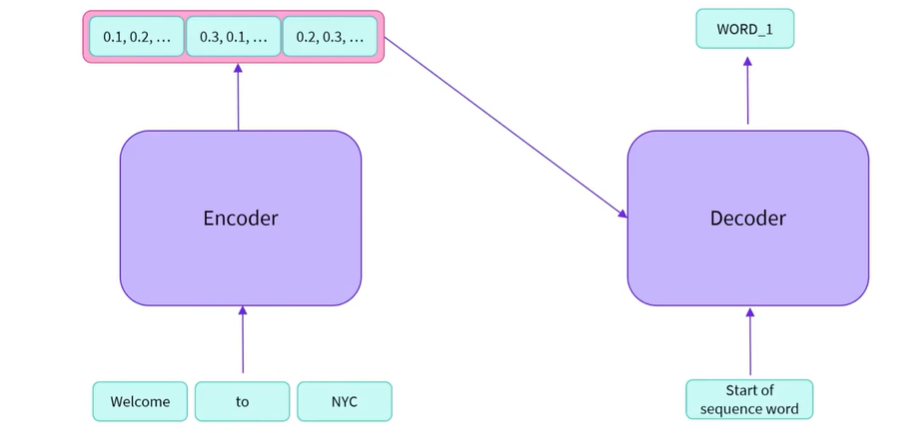 0.1, 0.2, ...
0.3, 0.1, ...
0.2, 0.3, ...
WORD_1
Encoder
Decoder
Welcome
to
NYC
Start of
sequence word